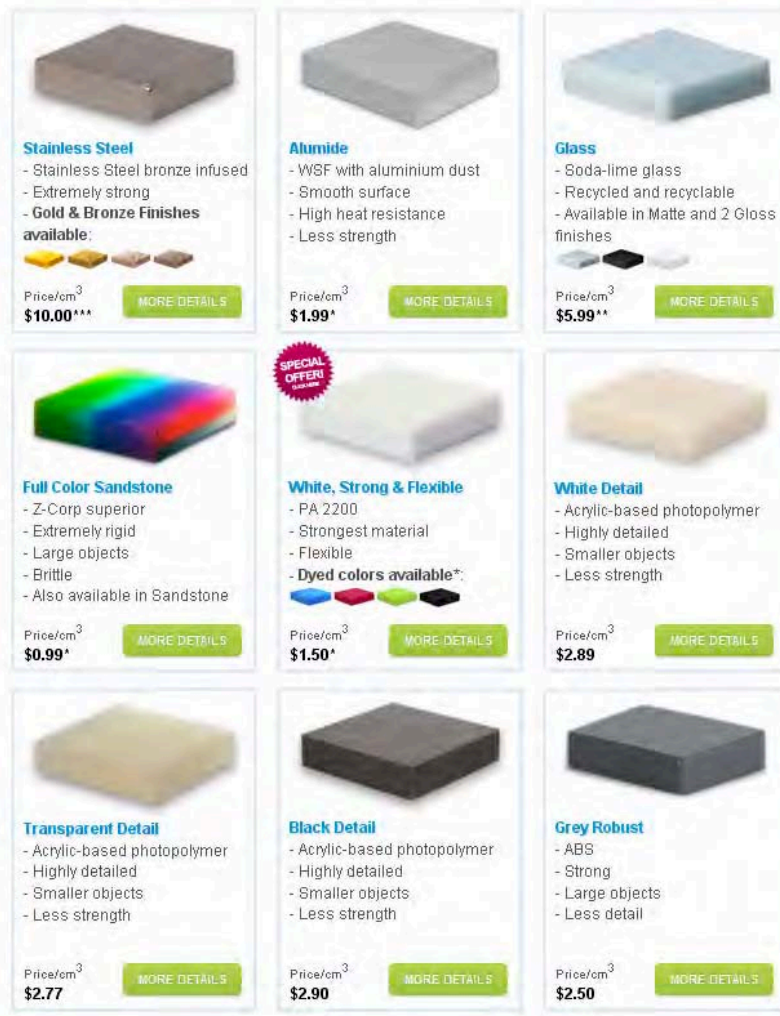 Stainless Steel
- Stainless Steel bronze infused
- Extremely strong
- Gold & Bronze Finishes
available:
Price/cm3
$10.00***
MORE DETAILS
Alumide
- WSF with aluminium dust
- Smooth surface
- High heat resistance
- Less strength
Price/cm3
$1.99*
MORE DETAILS
Glass
- Soda-lime glass
- Recycled and recyclable
- Available in Matte and 2 Gloss
finishes
Price/cm3
$5.99**
MORE DETAILS
Full Color Sandstone
- Z-Corp superior
- Extremely rigid
- Large objects
- Brittle
- Also available in Sandstone
Price/cm3
$0.99*
MORE DETAILS
SPECIAL
OFFER!
CLICK HERE
White, Strong & Flexible
- PA 2200
- Strongest material
- Flexible
- Dyed colors available*:
Price/cm3
$1.50*
MORE DETAILS
White Detail
- Acrylic-based photopolymer
- Highly detailed
- Smaller objects
- Less strength
Price/cm3
$2.89
MORE DETAILS
Transparent Detail
- Acrylic-based photopolymer
- Highly detailed
- Smaller objects
- Less strength
Price/cm3
$2.77
MORE DETAILS
Black Detail
- Acrylic-based photopolymer
- Highly detailed
- Smaller objects
- Less strength
Price/cm3
$2.90
MORE DETAILS
Grey Robust
- ABS
- Strong
- Large objects
- Less detail
Price/cm3
$2.50
MORE DETAILS